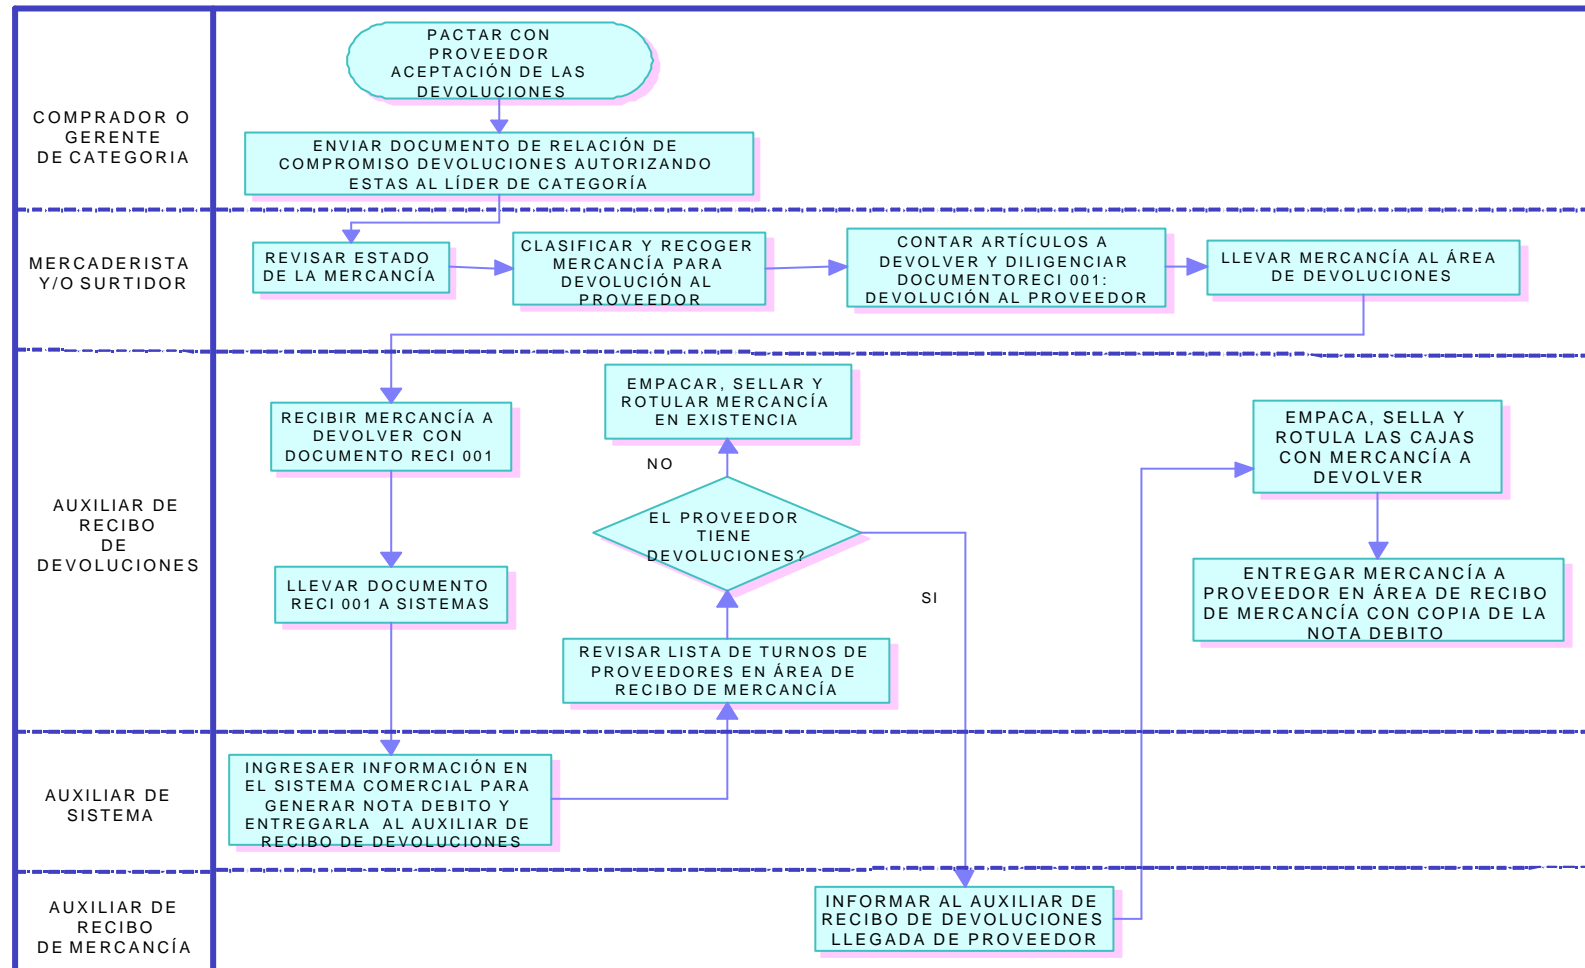 COMPRADOR O
GERENTE
DE CATEGORIA
PACTAR CON
PROVEEDOR
ACEPTACIÓN DE LAS
DEVOLUCIONES
ENVIAR DOCUMENTO DE RELACIÓN DE
COMPROMISO DEVOLUCIONES AUTORIZANDO
ESTAS AL LÍDER DE CATEGORÍA
MERCADERISTA
Y/O SURTIDOR
REVISAR ESTADO
DE LA MERCANCÍA
CLASIFICAR Y RECOGER
MERCANCÍA PARA
DEVOLUCIÓN AL
PROVEEDOR
CONTAR ARTÍCULOS A
DEVOLVER Y DILIGENCIAR
DOCUMENTORECI 001:
DEVOLUCIÓN AL PROVEEDOR
LLEVAR MERCANCÍA AL ÁREA
DE DEVOLUCIONES
AUXILIAR DE
RECIBO
DE
DEVOLUCIONES
RECIBIR MERCANCÍA A
DEVOLVER CON
DOCUMENTO RECI 001
LLEVAR DOCUMENTO
RECI 001 A SISTEMAS
EMPACAR, SELLAR Y
ROTULAR MERCANCÍA
EN EXISTENCIA
NO
EL PROVEEDOR
TIENE
DEVOLUCIONES?
SI
REVISAR LISTA DE TURNOS DE
PROVEEDORES EN ÁREA DE
RECIBO DE MERCANCÍA
EMPACA, SELLA Y
ROTULA LAS CAJAS
CON MERCANCÍA A
DEVOLVER
ENTREGAR MERCANCÍA A
PROVEEDOR EN ÁREA DE RECIBO
DE MERCANCÍA CON COPIA DE LA
NOTA DEBITO
AUXILIAR DE
SISTEMA
INGRESAER INFORMACIÓN EN
EL SISTEMA COMERCIAL PARA
GENERAR NOTA DEBITO Y
ENTREGARLA AL AUXILIAR DE
RECIBO DE DEVOLUCIONES
AUXILIAR DE
RECIBO
DE MERCANCÍA
INFORMAR AL AUXILIAR DE
RECIBO DE DEVOLUCIONES
LLEGADA DE PROVEEDOR